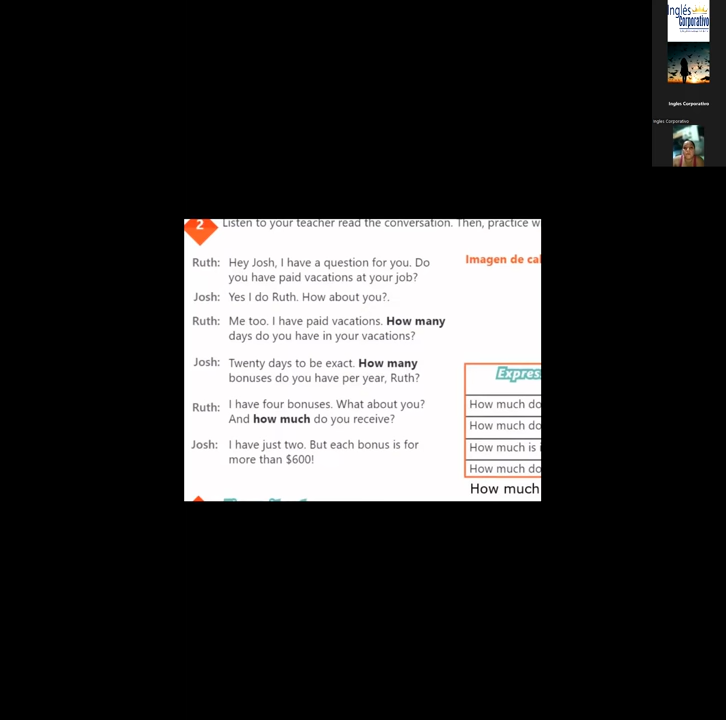 Inglés
Corporativo
Ingles Corporativo
Ingles Corporativo
2
Listen to your teacher read the conversation. Then, practice w
Ruth: Hey Josh, I have a question for you. Do
you have paid vacations at your job?
Josh: Yes I do Ruth. How about you?.
Ruth: Me too. I have paid vacations. How many
days do you have in your vacations?
Josh: Twenty days to be exact. How many
bonuses do you have per year, Ruth?
Ruth: I have four bonuses. What about you?
And how much do you receive?
Josh: I have just two. But each bonus is for
more than $600!
Imagen de cal
Expres
How much do
How much do
How much is i
How much do
How much